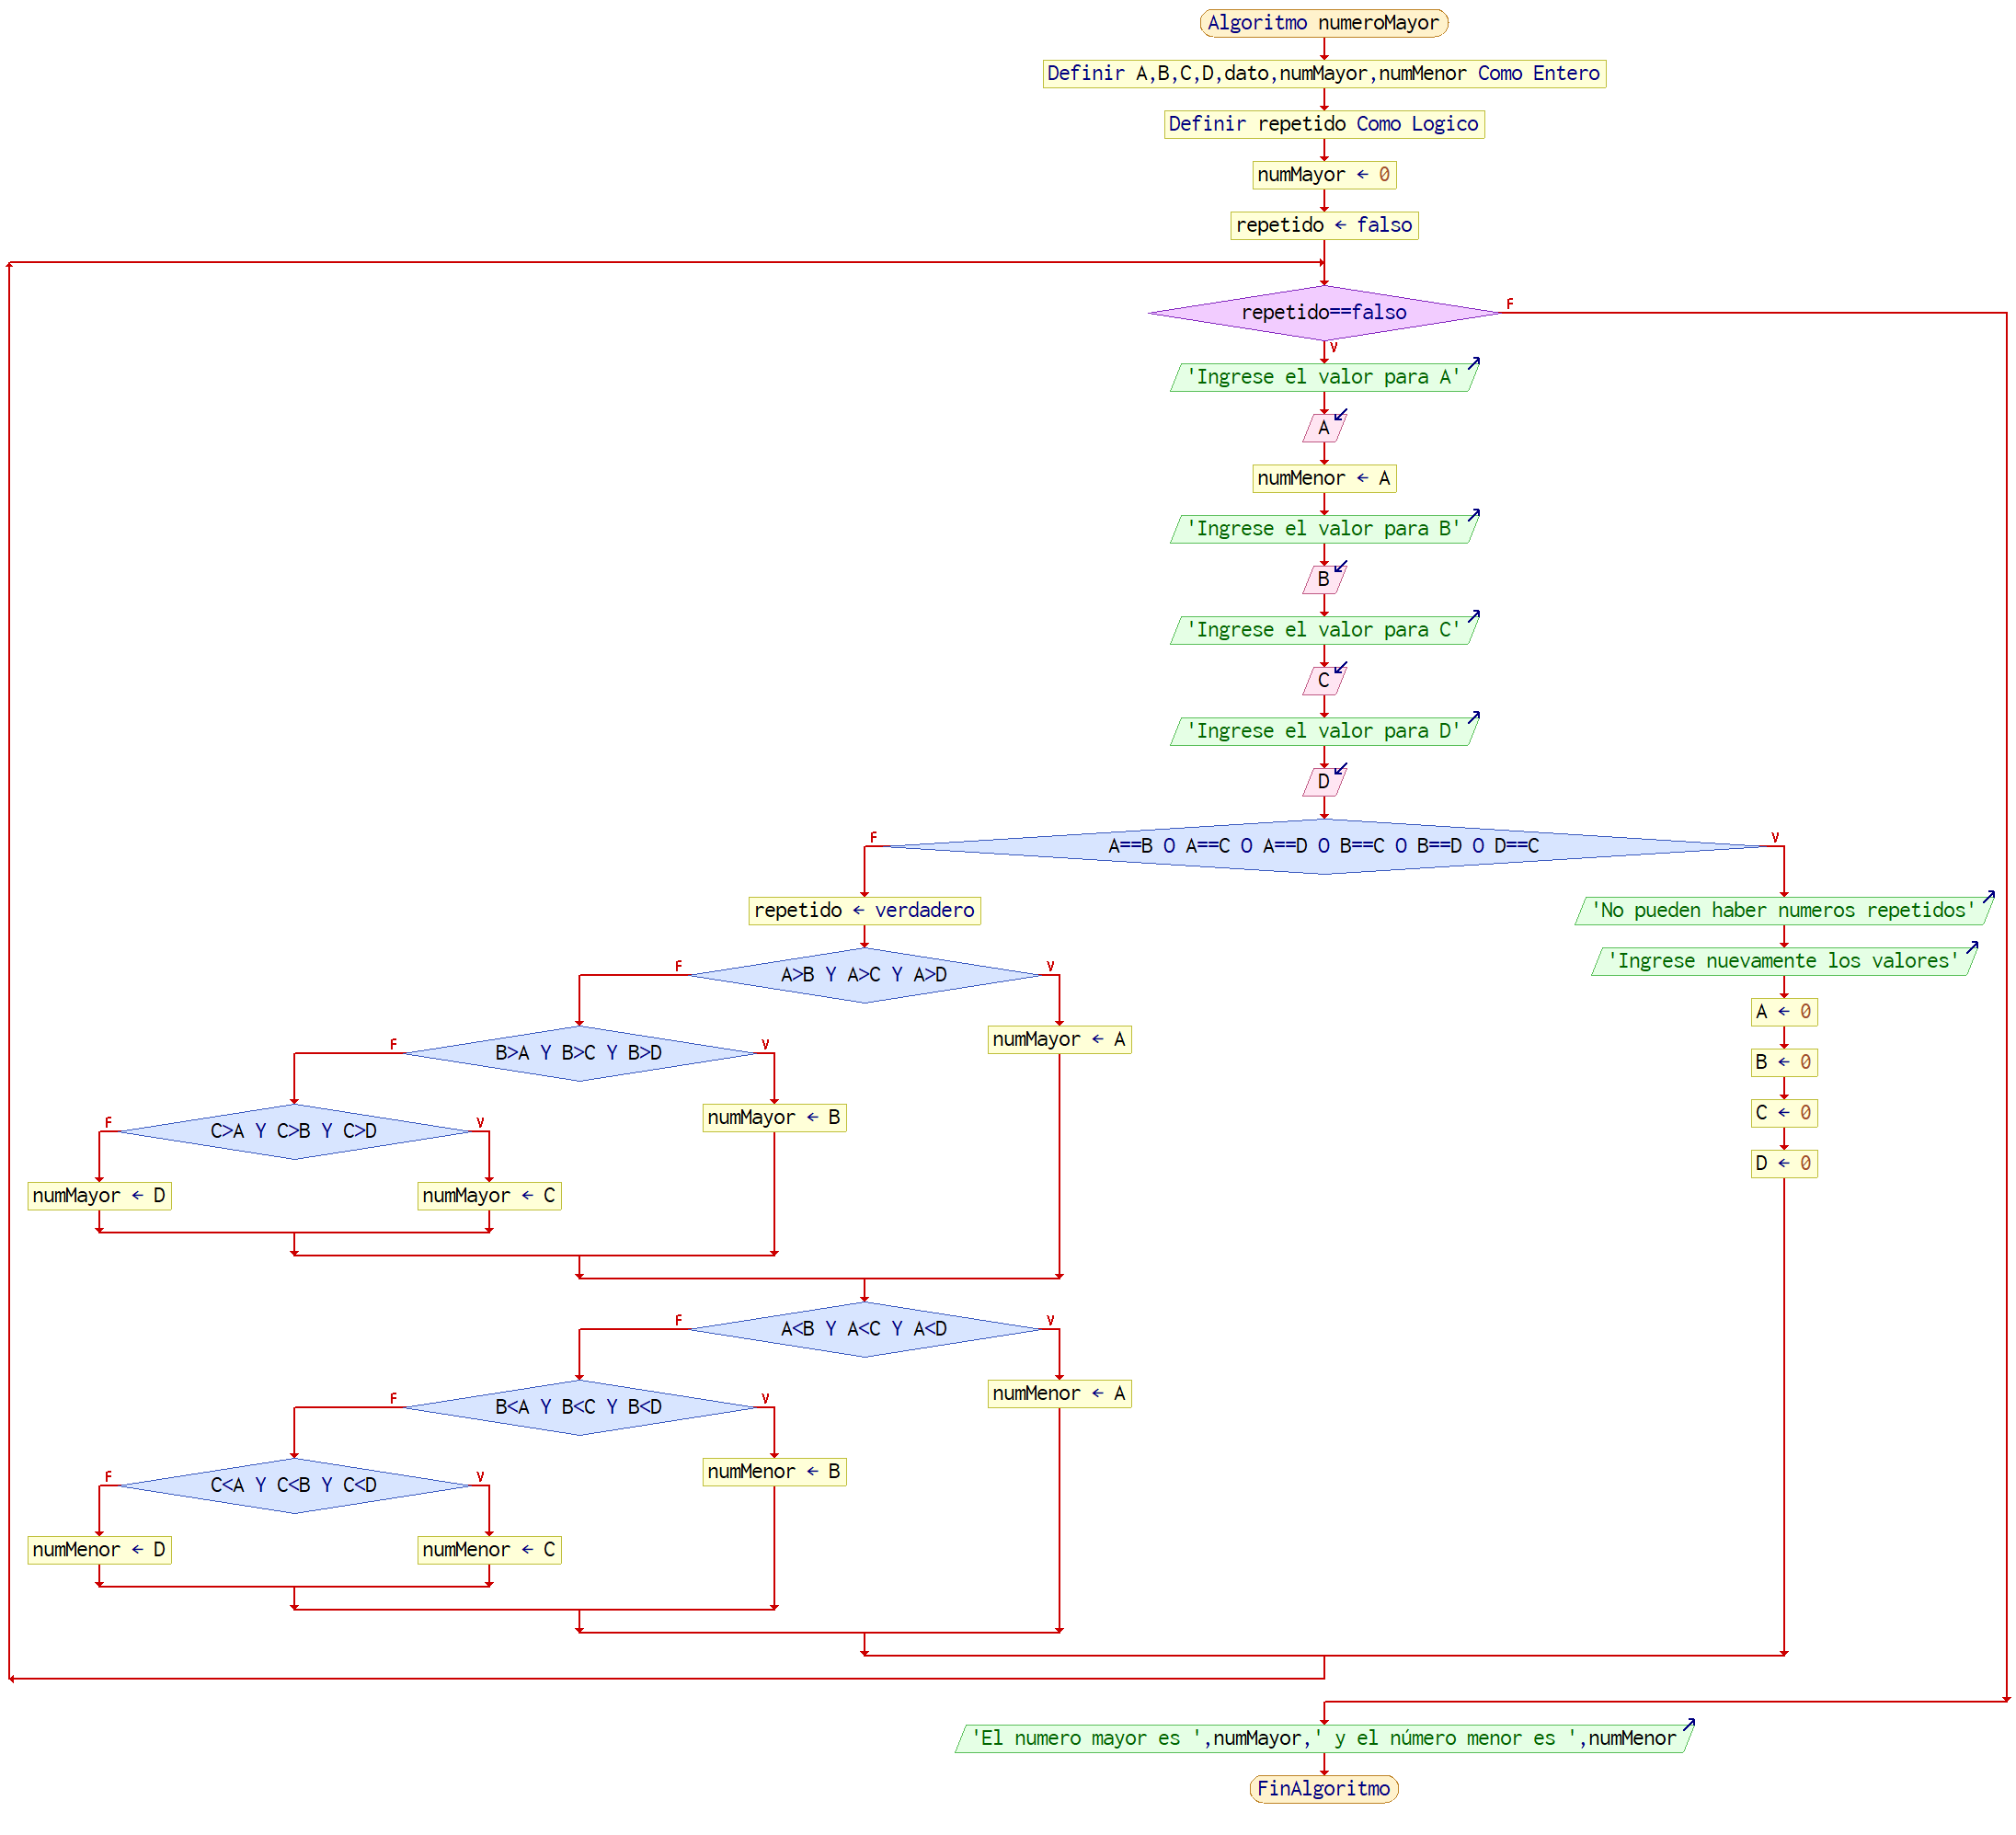 Algoritmo numeroMayor
Definir A,B,C,D,dato,numMayor,numMenor Como Entero
Definir repetido Como Logico
numMayor ← 0
repetido ← falso
repetido==falso
F
V
'Ingrese el valor para A'
A
numMenor ← A
'Ingrese el valor para B'
B
'Ingrese el valor para C'
C
'Ingrese el valor para D'
D
A==B O A==C O A==D O B==C O B==D O D==C
F
V
repetido ← verdadero
'No pueden haber numeros repetidos'
'Ingrese nuevamente los valores'
A ← 0
B ← 0
C ← 0
D ← 0
A>B Y A>C Y A>D
F
V
numMayor ← A
B>A Y B>C Y B>D
F
V
numMayor ← B
C>A Y C>B Y C>D
F
V
numMayor ← D
numMayor ← C
A<B Y A<C Y A<D
F
V
numMenor ← A
B<A Y B<C Y B<D
F
V
numMenor ← B
C<A Y C<B Y C<D
F
V
numMenor ← D
numMenor ← C
'El numero mayor es ',numMayor,' y el número menor es ',numMenor
FinAlgoritmo